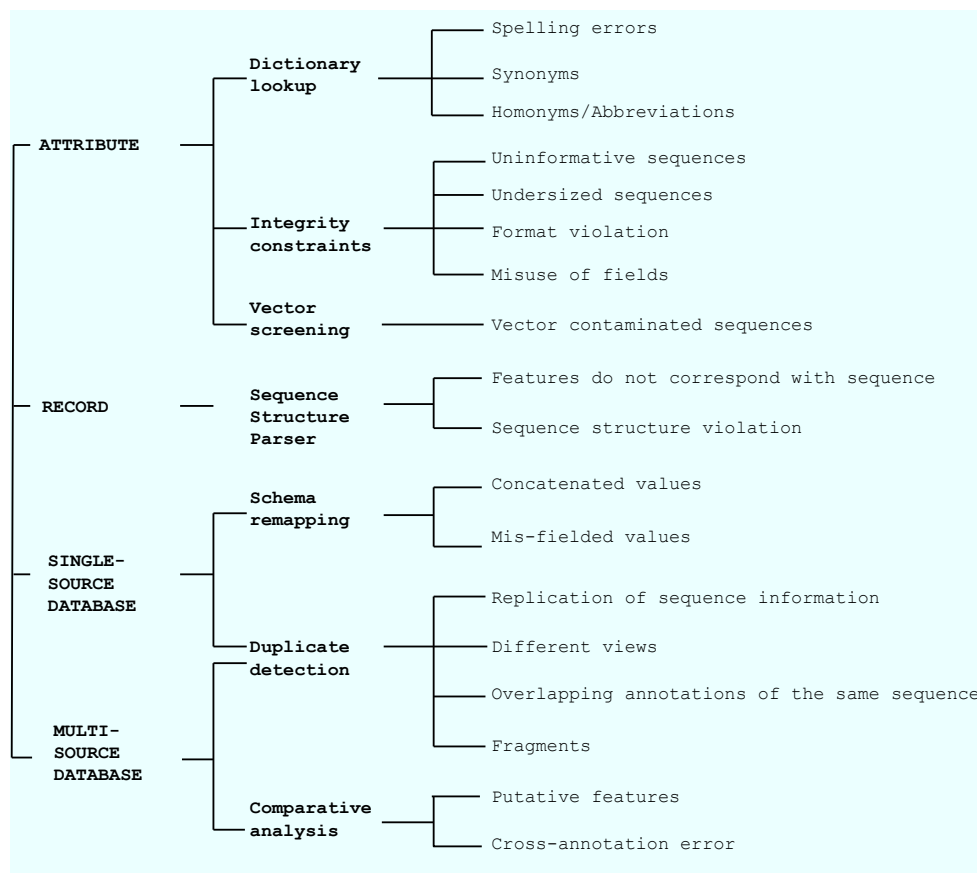 Spelling errors
Dictionary
lookup
Synonyms
Homonyms/Abbreviations
ATTRIBUTE
Uninformative sequences
Undersized sequences
Integrity
constraints
Format violation
Misuse of fields
Vector
screening
Vector contaminated sequences
Features do not correspond with sequence
RECORD
Sequence
Structure
Parser
Sequence structure violation
Concatenated values
Schema
remapping
Mis-fielded values
SINGLE-
SOURCE
DATABASE
Replication of sequence information
Duplicate
detection
Different views
Overlapping annotations of the same sequence
MULTI-
SOURCE
DATABASE
Fragments
Putative features
Comparative
analysis
Cross-annotation error